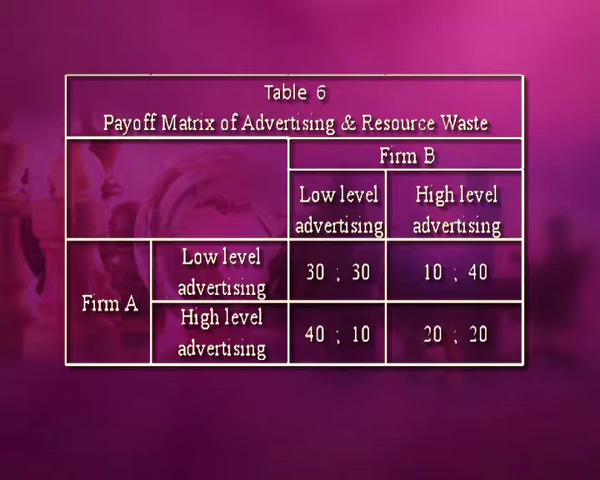 Table 6
Payoff Matrix of Advertising & Resource Waste
Firm B
Low level
advertising
High level
advertising
Firm A
Low level
advertising
30 ; 30
10 ; 40
High level
advertising
40 ; 10
20 ; 20